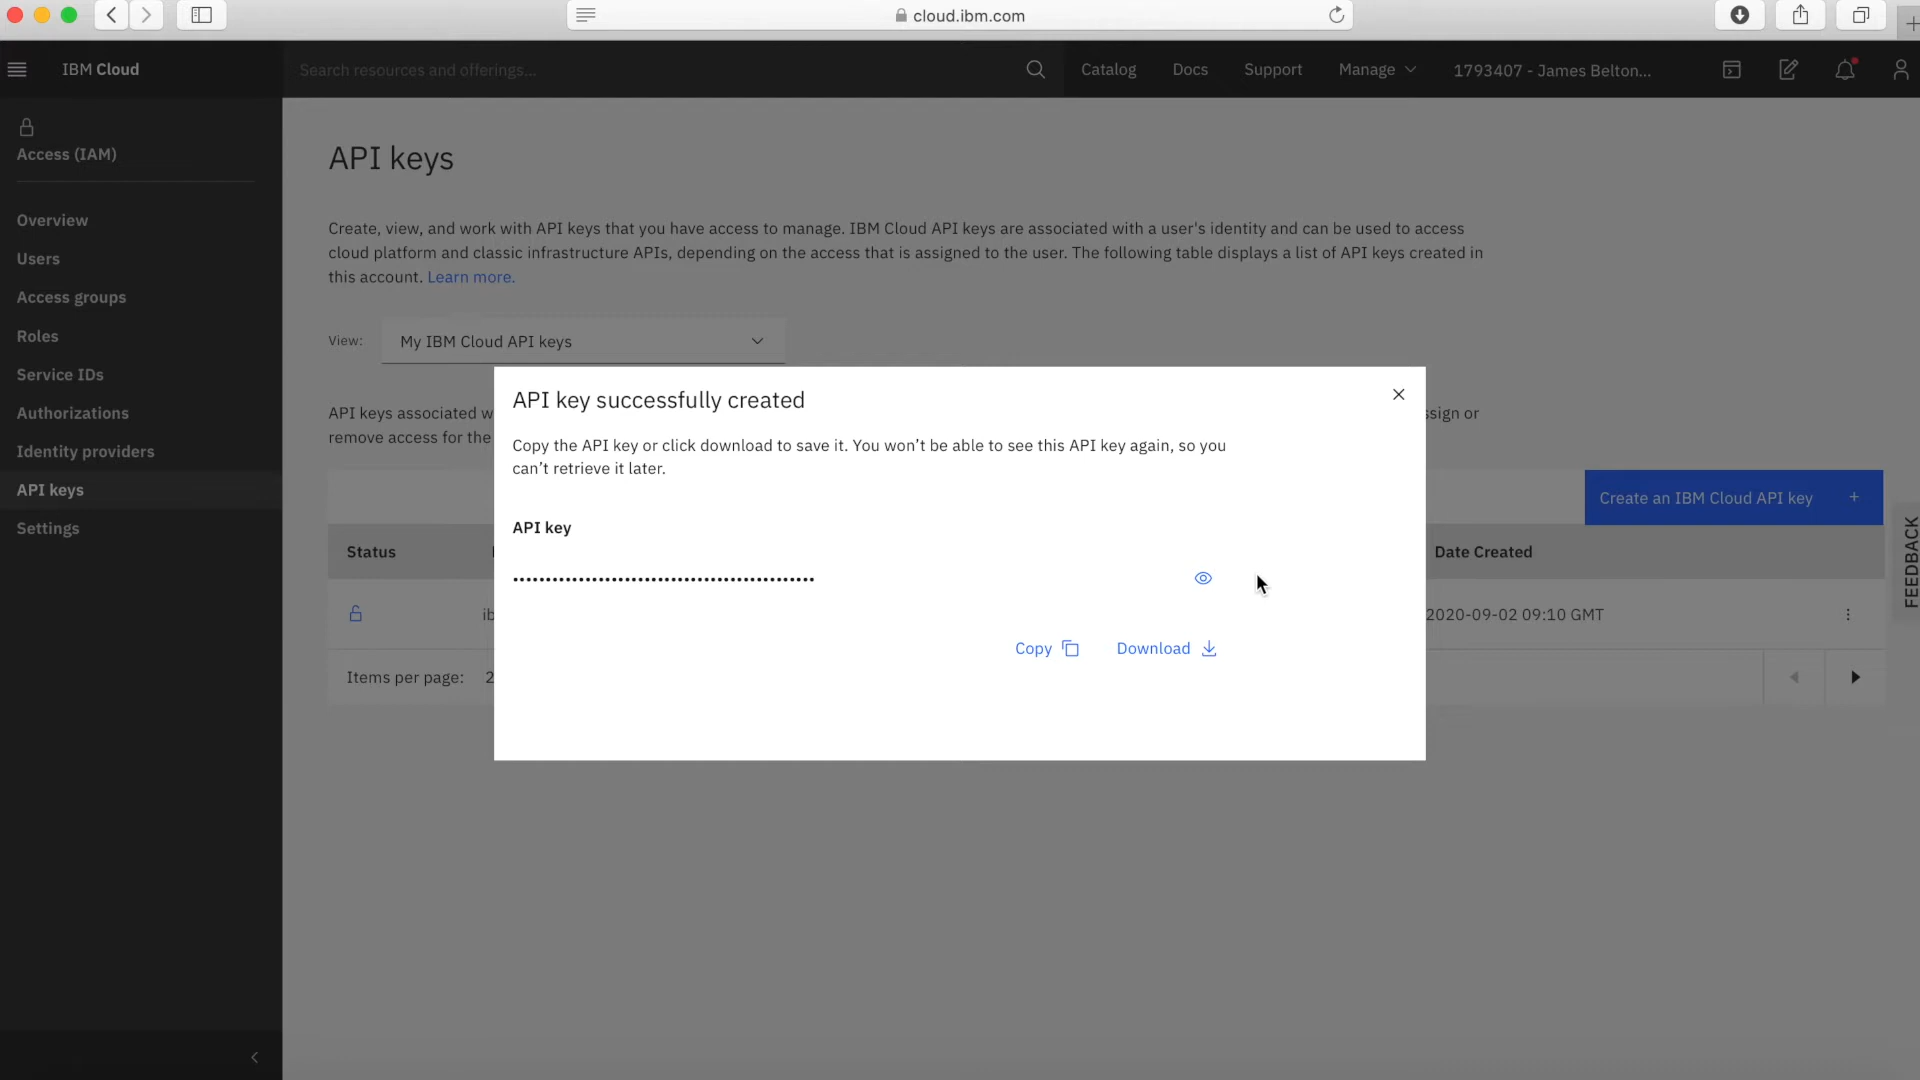 cloud.ibm.com
IBM Cloud
Search resources and offerings...
Catalog
Docs
Support
Manage
1793407 - James Belton...
Access (IAM)
Overview
Users
Access groups
Roles
Service IDs
Authorizations
Identity providers
API keys
Settings
API keys
Create, view, and work with API keys that you have access to manage. IBM Cloud API keys are associated with a user's identity and can be used to access
cloud platform and classic infrastructure APIs, depending on the access that is assigned to the user. The following table displays a list of API keys created in
this account. Learn more.
View:
My IBM Cloud API keys
API keys associated w
sign or
remove access for the
Create an IBM Cloud API key +
Status
Date Created
ib
2020-09-02 09:10 GMT
Items per page: 2
API key successfully created
Copy the API key or click download to save it. You won’t be able to see this API key again, so you
can’t retrieve it later.
API key
Copy
Download
FEEDBACK